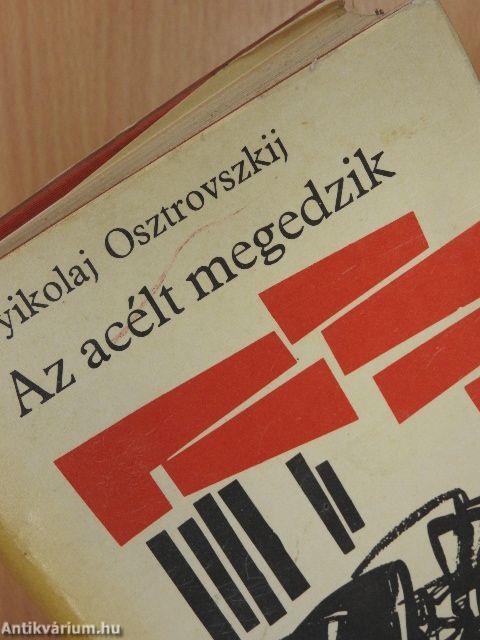 yikolaj Osztrovszkij
Az acélt megedzik
Antikvárium.hu